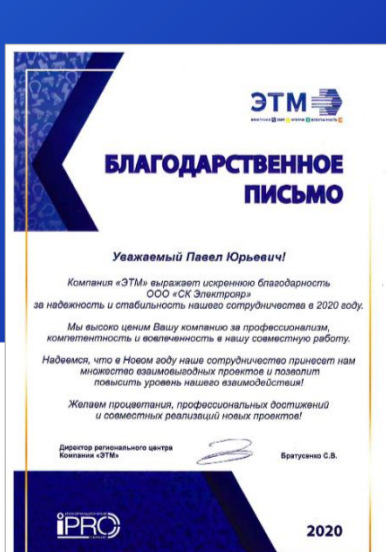 ЭТМ
БЛАГОДАРСТВЕННОЕ
ПИСЬМО
Уважаемый Павел Юрьевич!
Компания «ЭТМ» выражает искреннюю благодарность
ООО «СК Электрояр»
за надежность и стабильность нашего сотрудничества в 2020 году.
Мы высоко ценим Вашу компанию за профессионализм,
компетентность и вовлеченность в нашу совместную работу.
Надеемся, что в Новом году наше сотрудничество принесет нам
множество взаимовыгодных проектов и позволит
повысить уровень нашего взаимодействия!
Желаем процветания, профессиональных достижений
и совместных реализаций новых проектов!
Директор регионального центра
Компании «ЭТМ»
Братусенко С.В.
iPRO
2020